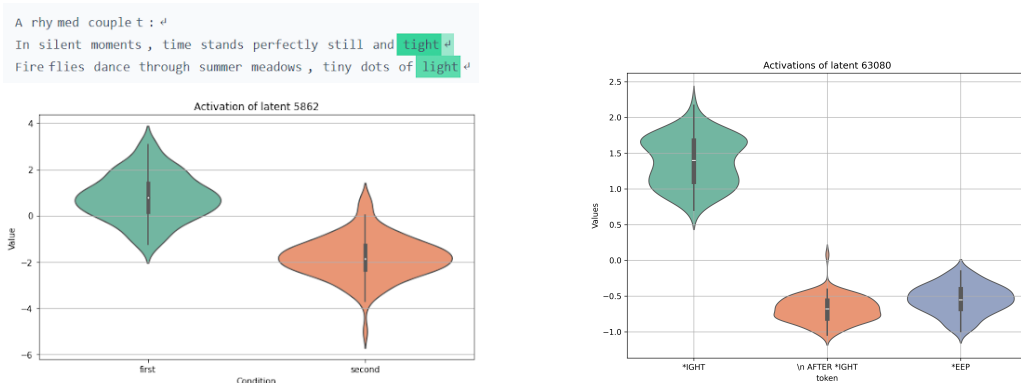 A rhymed couplet: ↵
In silent moments, time stands perfectly still and tight ↵
Fireflies dance through summer meadows, tiny dots of light ↵
Activation of latent 5862
Value
4
2
0
−2
−4
−6
first second
Condition
Activations of latent 63080
Values
2.5
2.0
1.5
1.0
0.5
0.0
−0.5
−1.0
*IGHT \n AFTER *IGHT *EEP
token